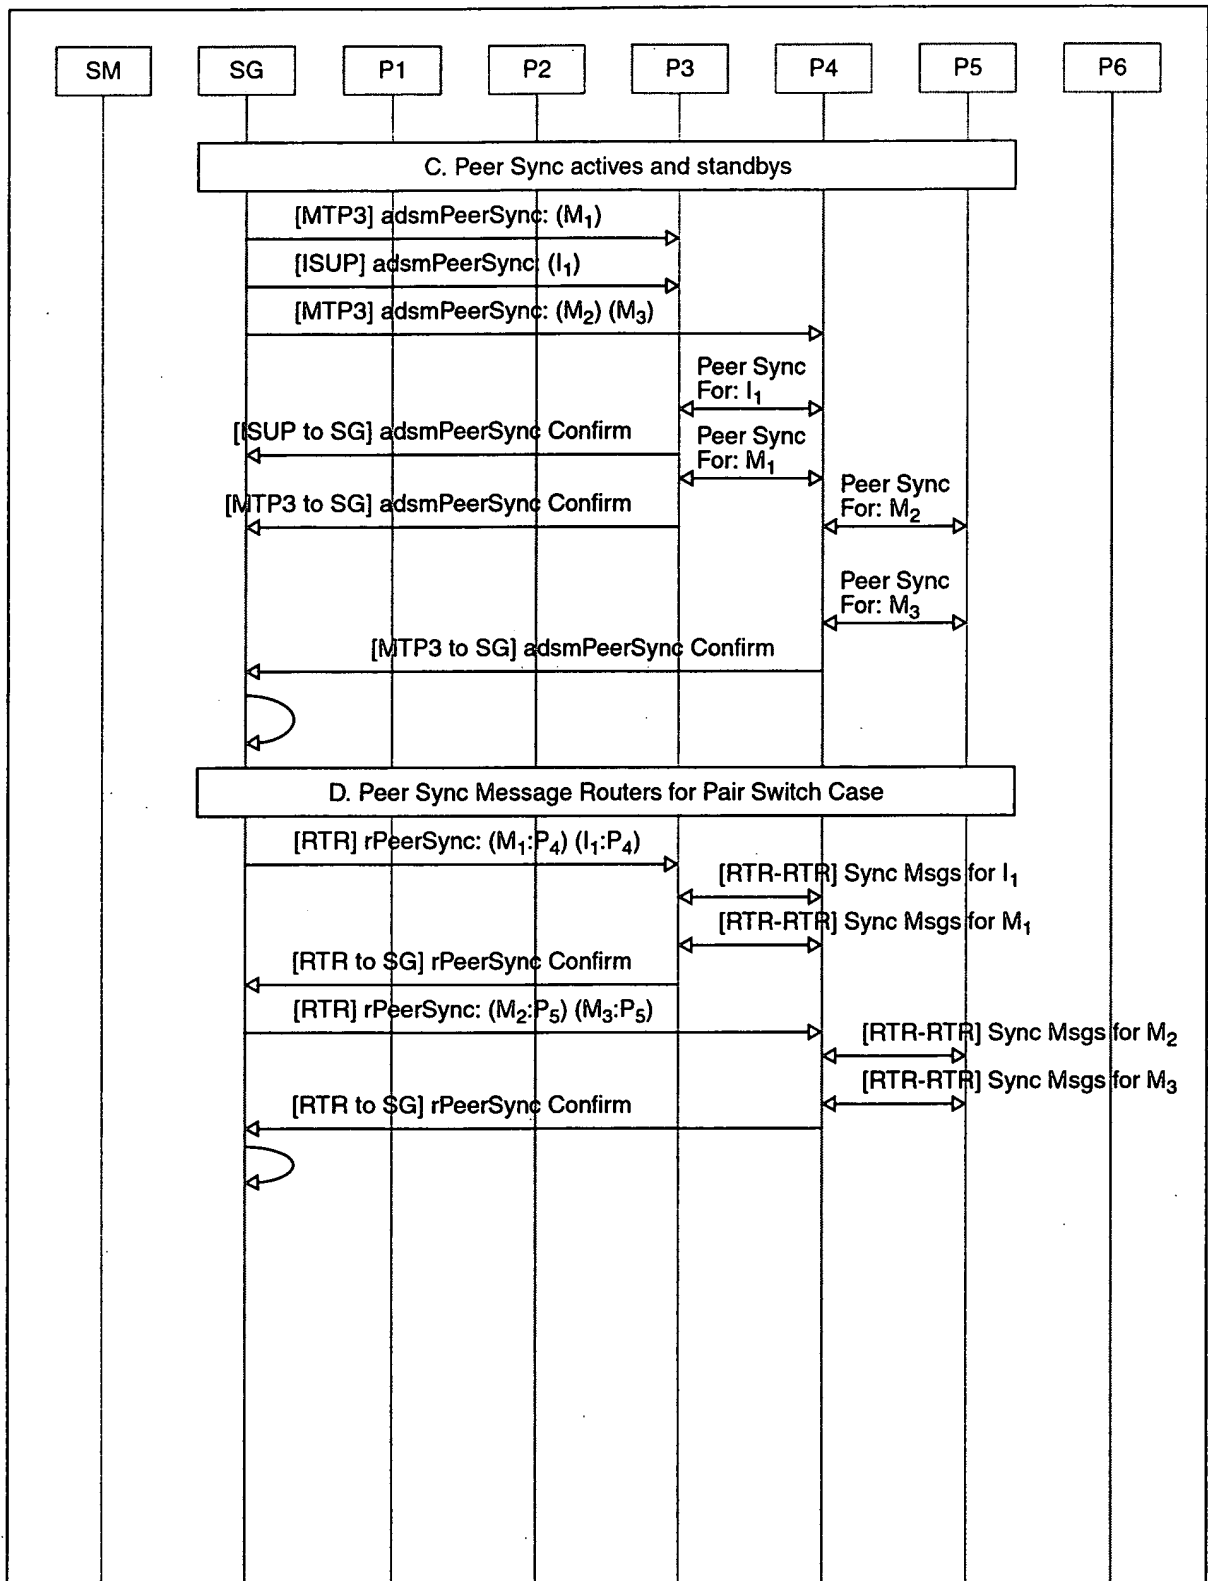 SM SG P1 P2 P3 P4 P5 P6
C. Peer Sync actives and standbys
[MTP3] adsmPeerSync: (M1)
[ISUP] adsmPeerSync: (I1)
[MTP3] adsmPeerSync: (M2) (M3)
Peer Sync
For: I1
[ISUP to SG] adsmPeerSync Confirm
Peer Sync
For: M1
Peer Sync
For: M2
[MTP3 to SG] adsmPeerSync Confirm
Peer Sync
For: M3
[MTP3 to SG] adsmPeerSync Confirm
D. Peer Sync Message Routers for Pair Switch Case
[RTR] rPeerSync: (M1:P4) (I1:P4)
[RTR-RTR] Sync Msgs for I1
[RTR-RTR] Sync Msgs for M1
[RTR to SG] rPeerSync Confirm
[RTR] rPeerSync: (M2:P5) (M3:P5)
[RTR-RTR] Sync Msgs for M2
[RTR-RTR] Sync Msgs for M3
[RTR to SG] rPeerSync Confirm